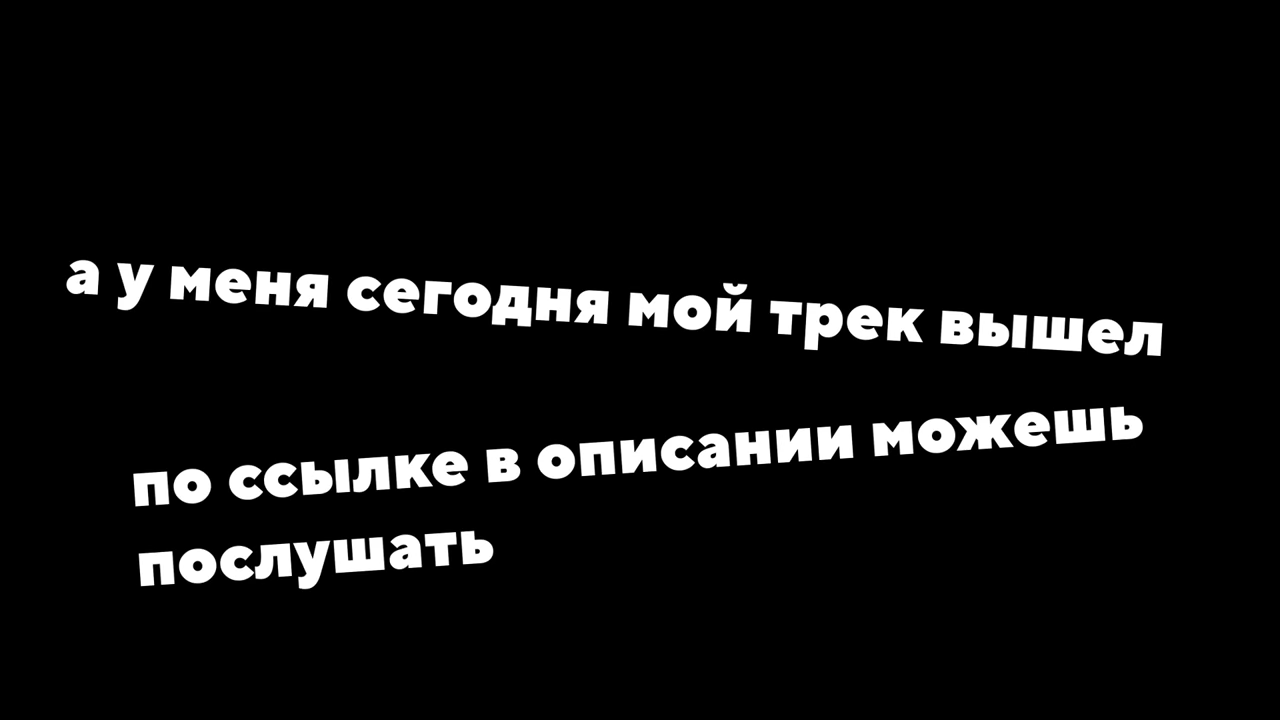 а у меня сегодня мой трек вышел
по ссылке в описании можешь
послушать